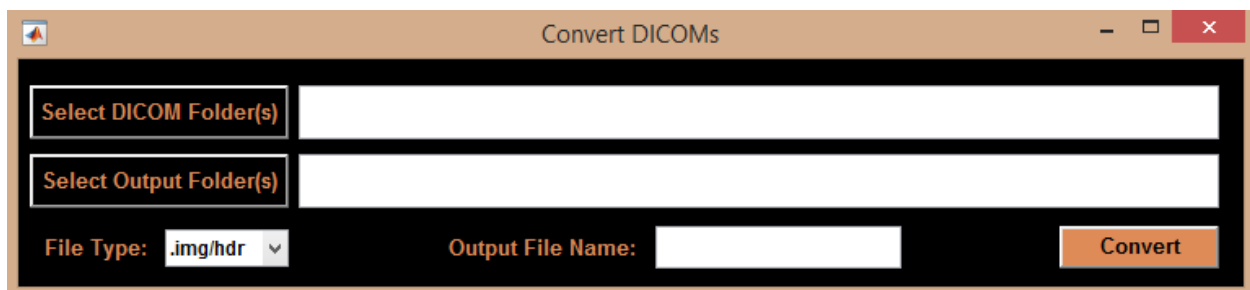 Convert DICOMs
Select DICOM Folder(s)
Select Output Folder(s)
File Type: .img/hdr Output File Name: Convert